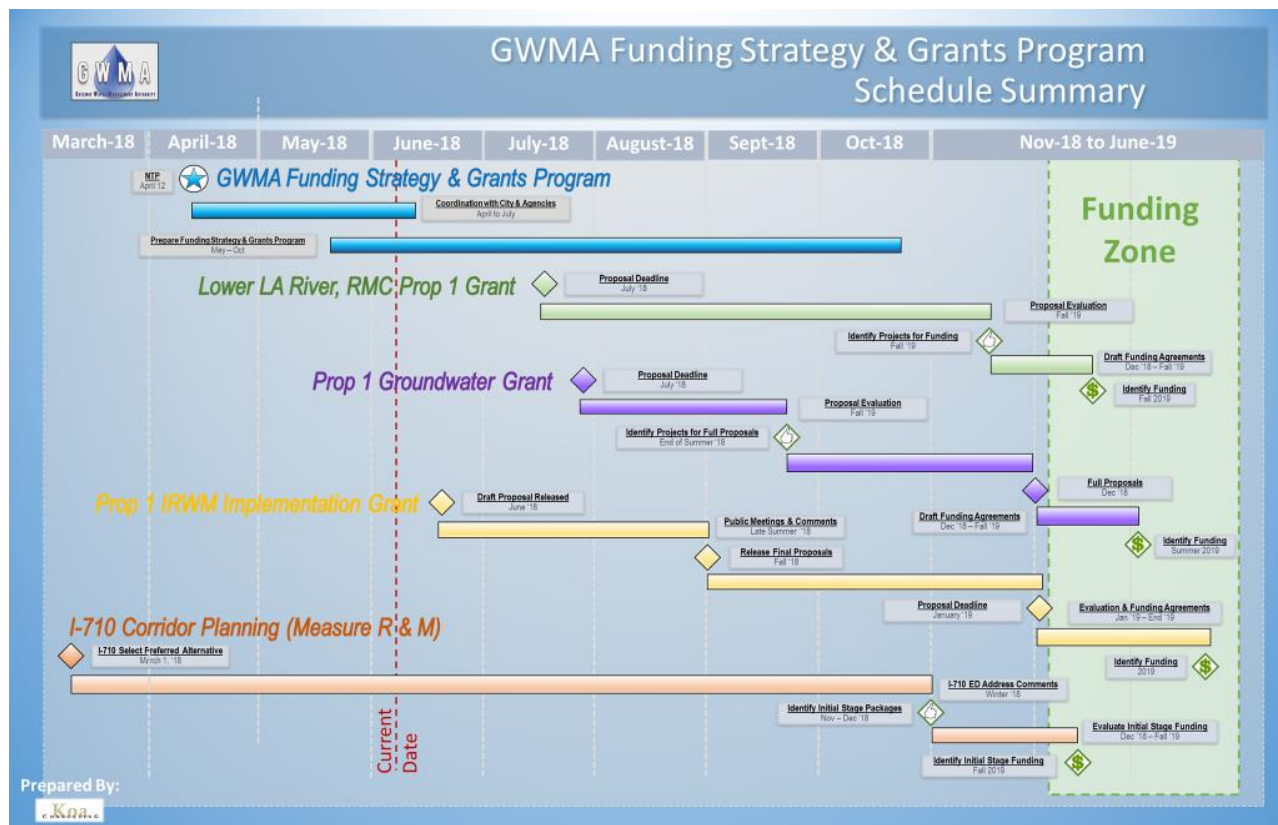 GWMA Funding Strategy & Grants Program
Schedule Summary
GWMA
March-18 April-18 May-18 June-18 July-18 August-18 Sept-18 Oct-18 Nov-18 to June-19
NTP
April 12
GWMA Funding Strategy & Grants Program
Funding
Zone
Coordination with City & Agencies
April to July
Prepare Funding Strategy & Grants Program
May – Oct
Lower LA River, RMC Prop 1 Grant
Proposal Deadline
July '18
Proposal Evaluation
Fall '19
Identify Projects for Funding
Fall '19
Draft Funding Agreements
Dec '18 – Fall '19
Identify Funding
Fall 2019
Prop 1 Groundwater Grant
Proposal Deadline
July '18
Proposal Evaluation
Fall '19
Identify Projects for Full Proposals
End of Summer '18
Full Proposals
Dec '18
Draft Funding Agreements
Dec '18 – Fall '19
Identify Funding
Summer 2019
Prop 1 IRWM Implementation Grant
Draft Proposal Released
June '18
Public Meetings & Comments
Late Summer '18
Release Final Proposals
Fall '18
Proposal Deadline
January '19
Evaluation & Funding Agreements
Jan '19 – End '19
Identify Funding
2019
I-710 Corridor Planning (Measure R & M)
I-710 Select Preferred Alternative
March 1, '18
I-710 ED Address Comments
Winter '18
Identify Initial Stage Packages
Nov – Dec '18
Evaluate Initial Stage Funding
Dec '18 – Fall '19
Identify Initial Stage Funding
Fall 2019
Current
Date
Prepared By:
Koa
CONSULTING